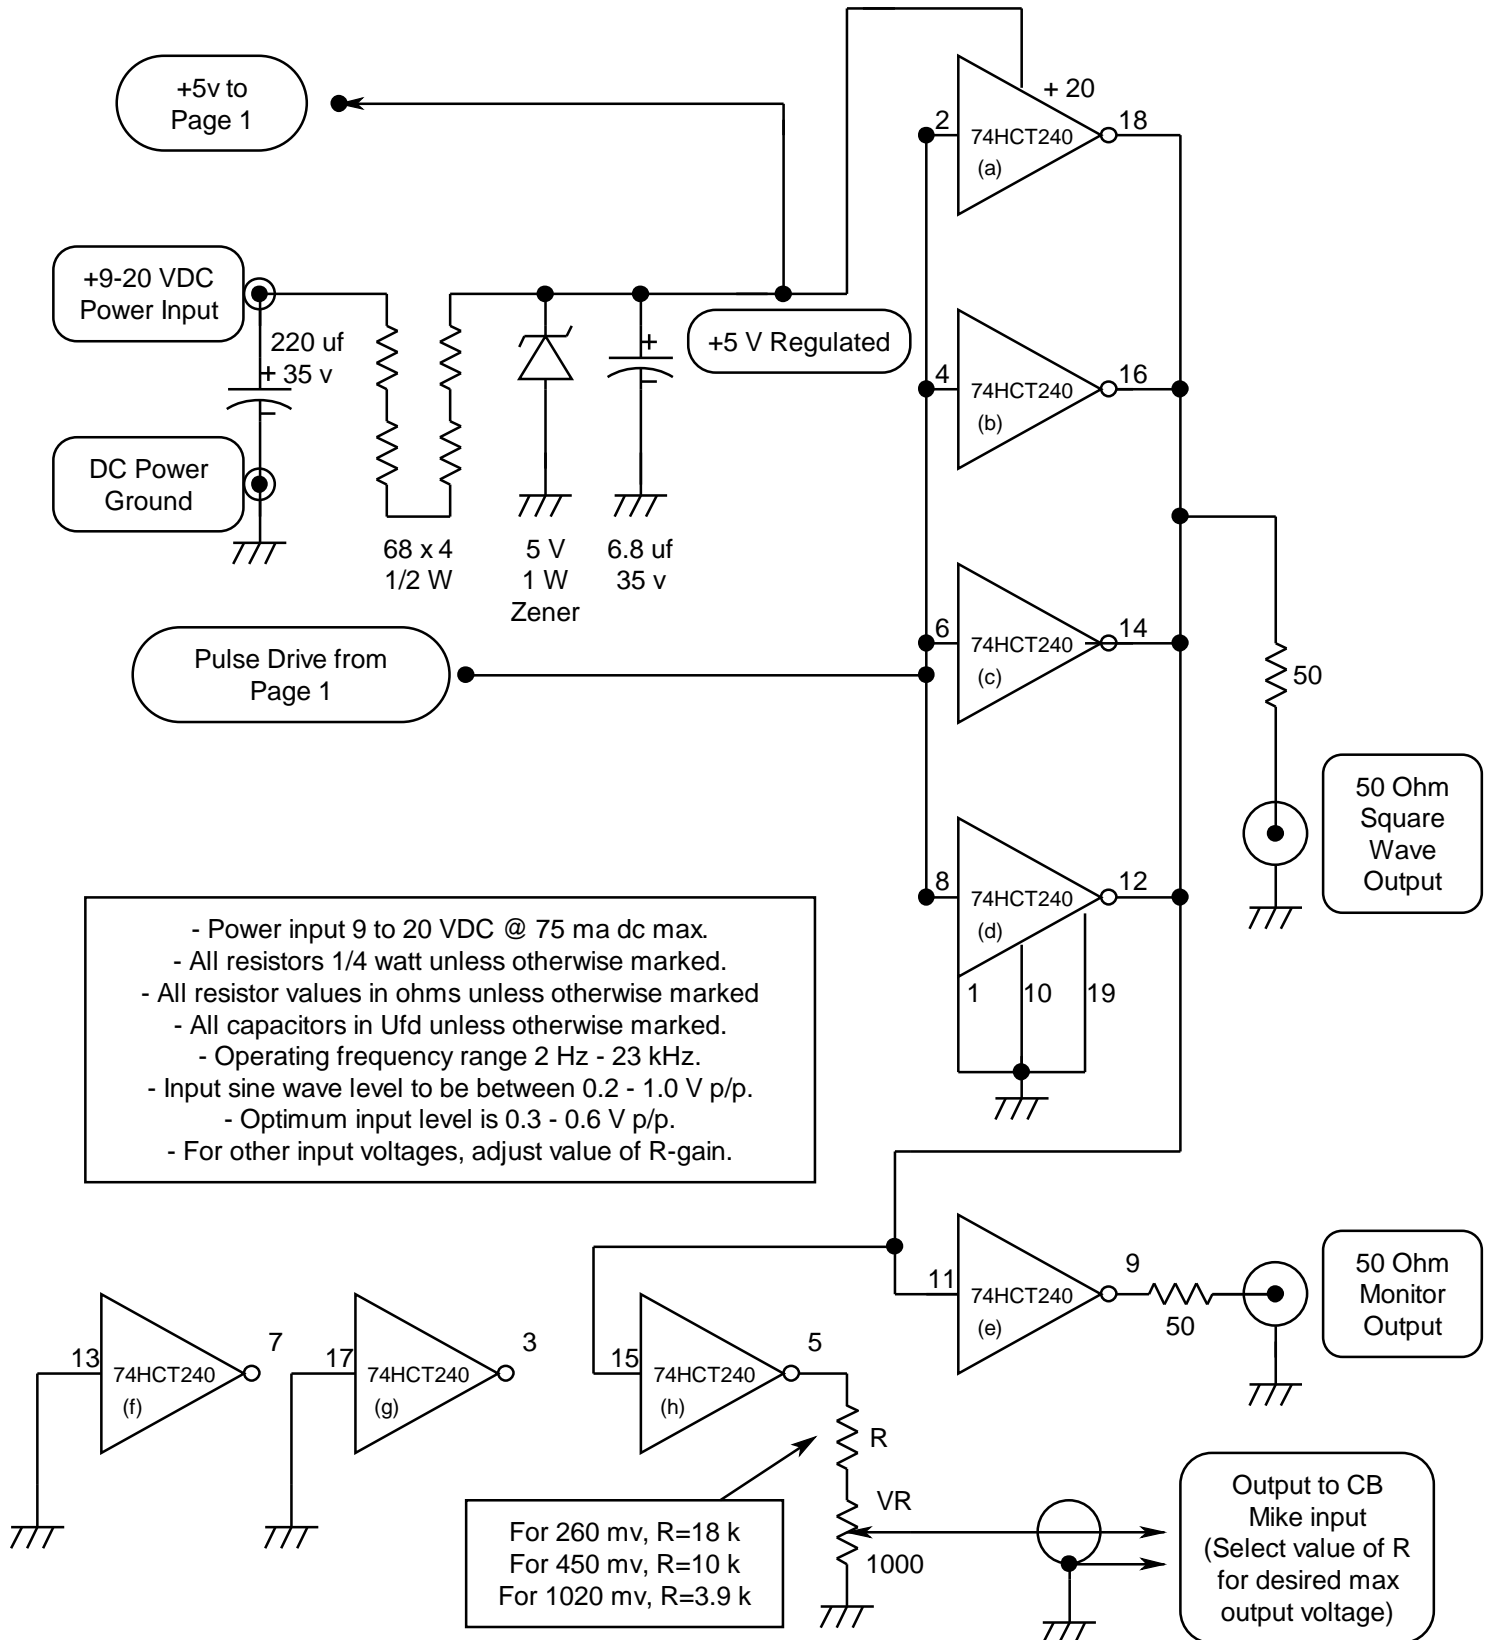 +5v to
Page 1
+ 20
2
74HCT240
(a)
18
+9-20 VDC
Power Input
220 uf
+ 35 v
+5 V Regulated
+
4
74HCT240
(b)
16
DC Power
Ground
68 x 4
1/2 W
5 V
1 W
Zener
6.8 uf
35 v
6
74HCT240
(c)
14
Pulse Drive from
Page 1
50
50 Ohm
Square
Wave
Output
8
74HCT240
(d)
12
1
10
19
- Power input 9 to 20 VDC @ 75 ma dc max.
- All resistors 1/4 watt unless otherwise marked.
- All resistor values in ohms unless otherwise marked
- All capacitors in Ufd unless otherwise marked.
- Operating frequency range 2 Hz - 23 kHz.
- Input sine wave level to be between 0.2 - 1.0 V p/p.
- Optimum input level is 0.3 - 0.6 V p/p.
- For other input voltages, adjust value of R-gain.
11
74HCT240
(e)
9
50
50 Ohm
Monitor
Output
13
74HCT240
(f)
7
17
74HCT240
(g)
3
15
74HCT240
(h)
5
R
VR
1000
For 260 mv, R=18 k
For 450 mv, R=10 k
For 1020 mv, R=3.9 k
Output to CB
Mike input
(Select value of R
for desired max
output voltage)